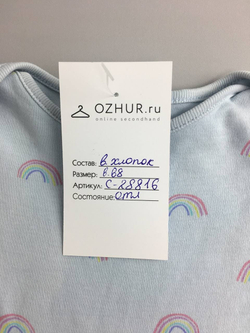 OZHUR.ru
online secondhand
Состав: в. хлопок
Размер: в.88
Артикул: С-28816
Состояние: отл